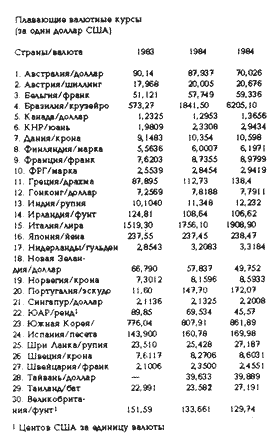 Плавающие валютные курсы
(за один доллар США)
Страны/валюта 1983 1984 1984
1. Австралия/доллар 90,14 87,937 70,026
2. Австрия/шиллинг 17,968 20,005 20,676
3. Бельгия/франк 51,121 57,749 59,336
4. Бразилия/крузейро 573,27 1841,50 6205,10
5. Канада/доллар 1,2325 1,2953 1,3656
6. КНР/юань 1,9809 2,3308 2,9434
7. Дания/крона 9,1483 10,354 10,598
8. Финляндия/марка 5,5636 6,0007 6,1971
9. Франция/франк 7,6203 8,7355 8,9799
10. ФРГ/марка 2,5539 2,8454 2,9419
11. Греция/драхма 87,895 112,73 138,4
12. Гонконг/доллар 7,2569 7,8188 7,7911
13. Индия/рупия 10,1040 11,348 12,232
14. Ирландия/фунт 124,81 108,64 106,62
15. Италия/лира 1519,30 1756,10 1908,90
16. Япония/йена 237,55 237,45 238,47
17. Нидерланды/гульден 2,8543 3,2083 3,3184
18. Новая Зелан-
дия/доллар 66,790 57,837 49,752
19. Норвегия/крона 7,3012 8,1596 8,5933
20. Португалия/эскудо 11,60 147,70 172,07
21. Сингапур/доллар 2,1136 2,1325 2,2008
22. ЮАР/ренд¹ 89,85 69,534 45,57
23. Южная Корея/ 776,04 807,91 861,89
24. Испания/песета 143,900 160,78 169,98
25. Шри Ланка/рупия 23,510 25,428 27,187
26. Швеция/крона 7,6117 8,2706 8,6031
27. Швейцария/франк 2,1006 2,3500 2,4551
28. Тайвань/доллар — 39,633 39,889
29. Таиланд/бат 22,991 23,582 27,191
30. Великобрита-
ния/фунт¹ 151,59 133,661 129,74
¹ Центов США за единицу валюты